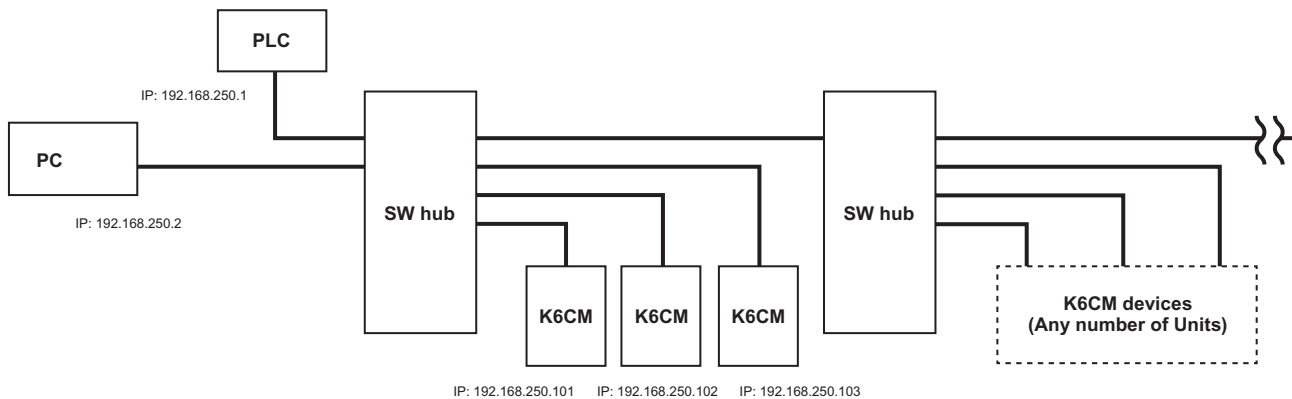 PLC
IP: 192.168.250.1
PC
IP: 192.168.250.2
SW hub
SW hub
K6CM
K6CM
K6CM
K6CM devices
(Any number of Units)
IP: 192.168.250.101
IP: 192.168.250.102
IP: 192.168.250.103